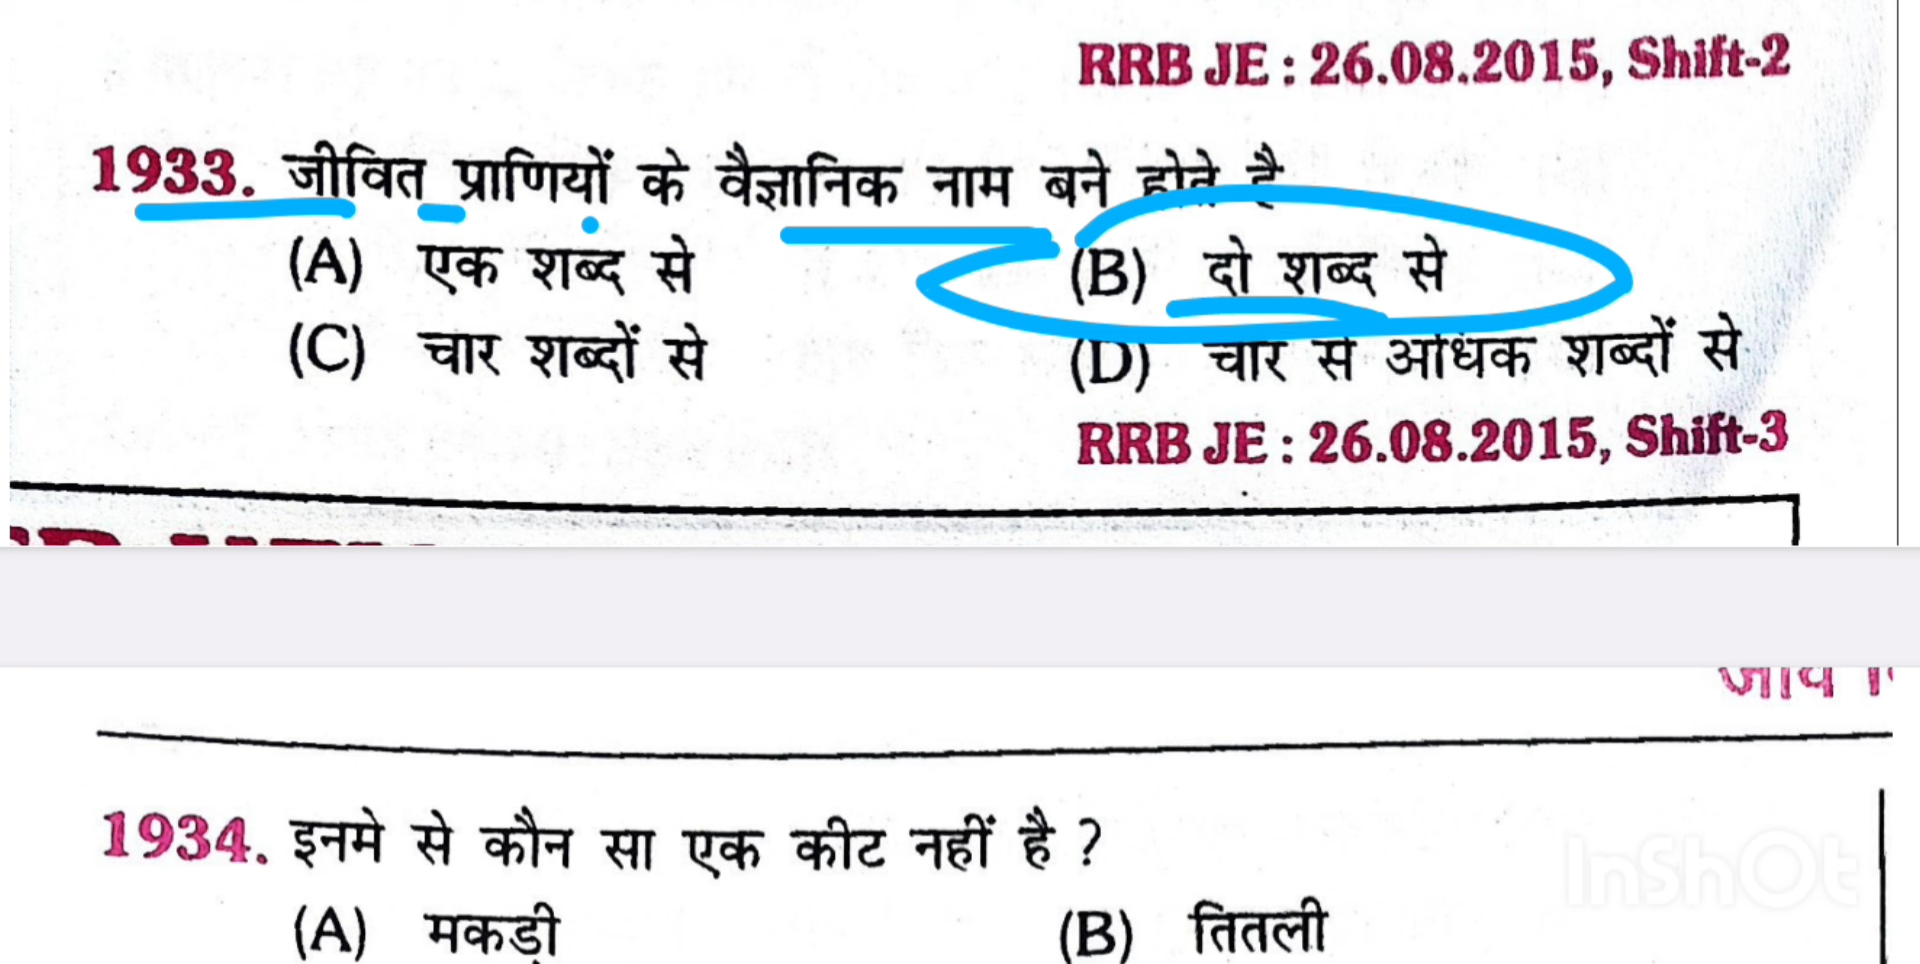 RRB JE : 26.08.2015, Shift-2
1933. जीवित प्राणियों के वैज्ञानिक नाम बने होते है
(A) एक शब्द से (B) दो शब्द से
(C) चार शब्दों से (D) चार से अधिक शब्दों से
RRB JE : 26.08.2015, Shift-3
1934. इनमे से कौन सा एक कीट नहीं है ?
(A) मकड़ी (B) तितली
InShOt